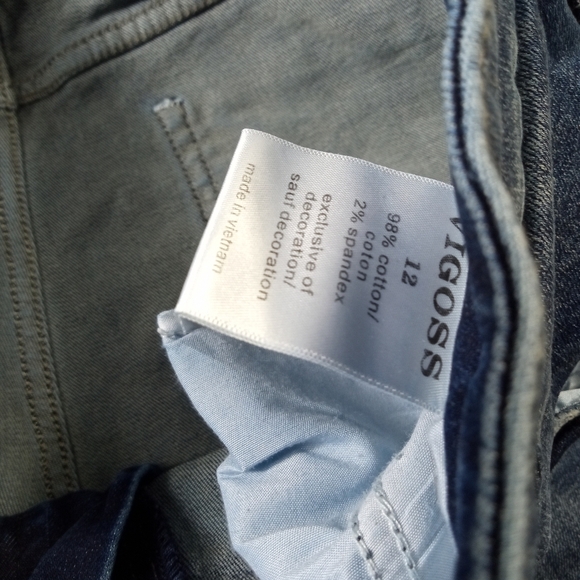 VIGOSS
12
98% cotton/
coton
2% spandex
exclusive of
decoration/
sauf decoration
made in vietnam